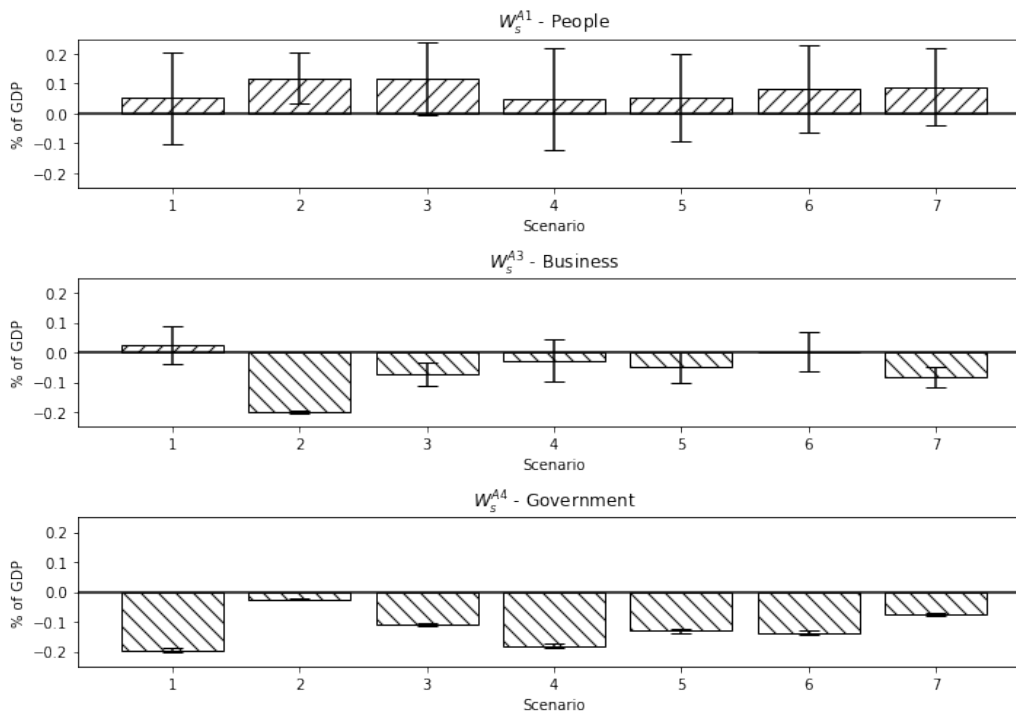 W_s^{A1} - People
% of GDP
0.2
0.1
0.0
−0.1
−0.2
1 2 3 4 5 6 7
Scenario
W_s^{A3} - Business
% of GDP
0.2
0.1
0.0
−0.1
−0.2
1 2 3 4 5 6 7
Scenario
W_s^{A4} - Government
% of GDP
0.2
0.1
0.0
−0.1
−0.2
1 2 3 4 5 6 7
Scenario